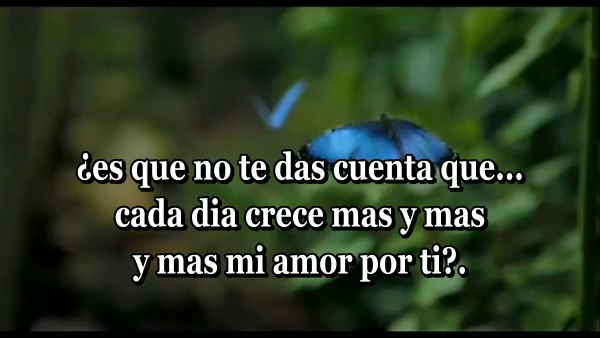 ¿es que no te das cuenta que...
cada dia crece mas y mas
y mas mi amor por ti?.